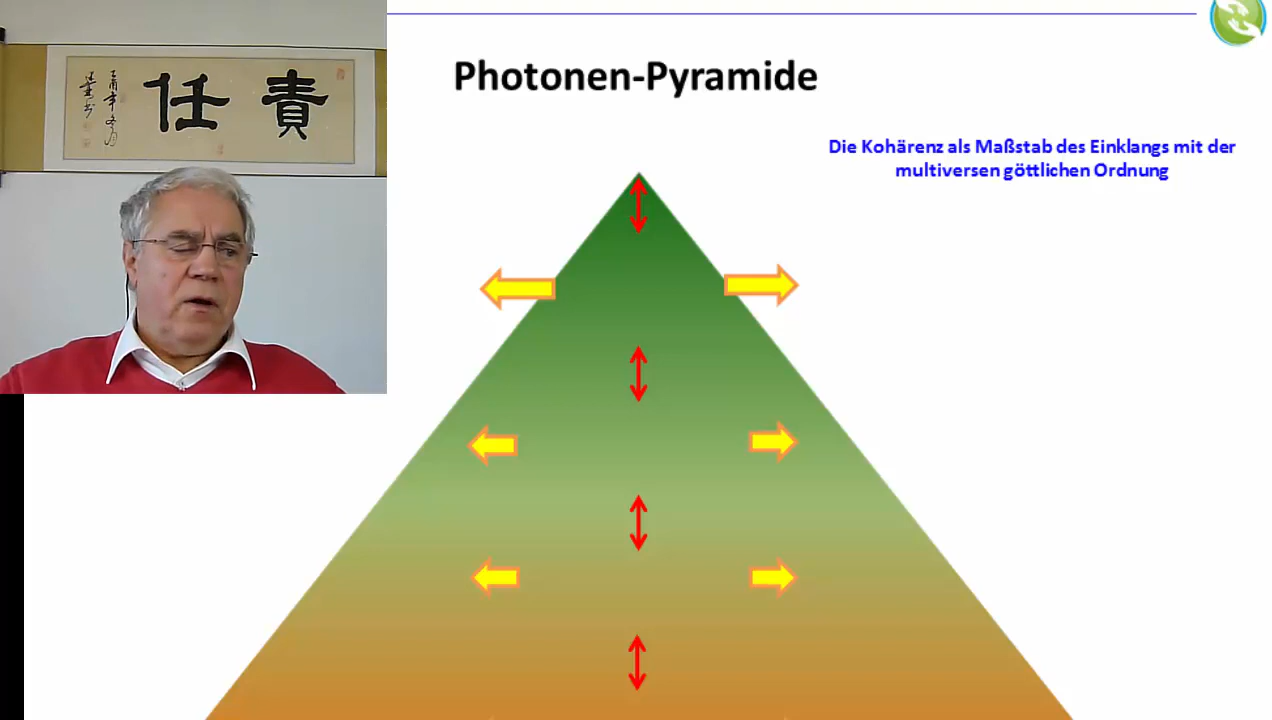 責任
Photonen-Pyramide
Die Kohärenz als Maßstab des Einklangs mit der
multiversen göttlichen Ordnung